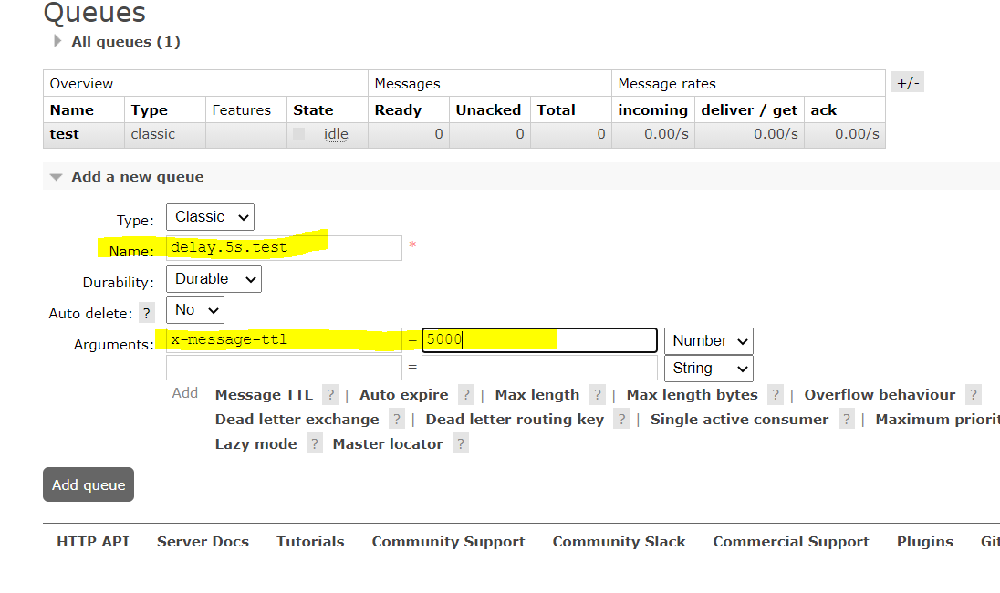 Queues
All queues (1)
Overview Messages Message rates +/-
Name Type Features State Ready Unacked Total incoming deliver / get ack
test classic idle 0 0 0 0.00/s 0.00/s 0.00/s
Add a new queue
Type: Classic
Name: delay.5s.test *
Durability: Durable
Auto delete: ? No
Arguments: x-message-ttl = 5000 Number
= String
Add Message TTL ? | Auto expire ? | Max length ? | Max length bytes ? | Overflow behaviour ?
Dead letter exchange ? | Dead letter routing key ? | Single active consumer ? | Maximum priorit
Lazy mode ? Master locator ?
Add queue
HTTP API Server Docs Tutorials Community Support Community Slack Commercial Support Plugins Git